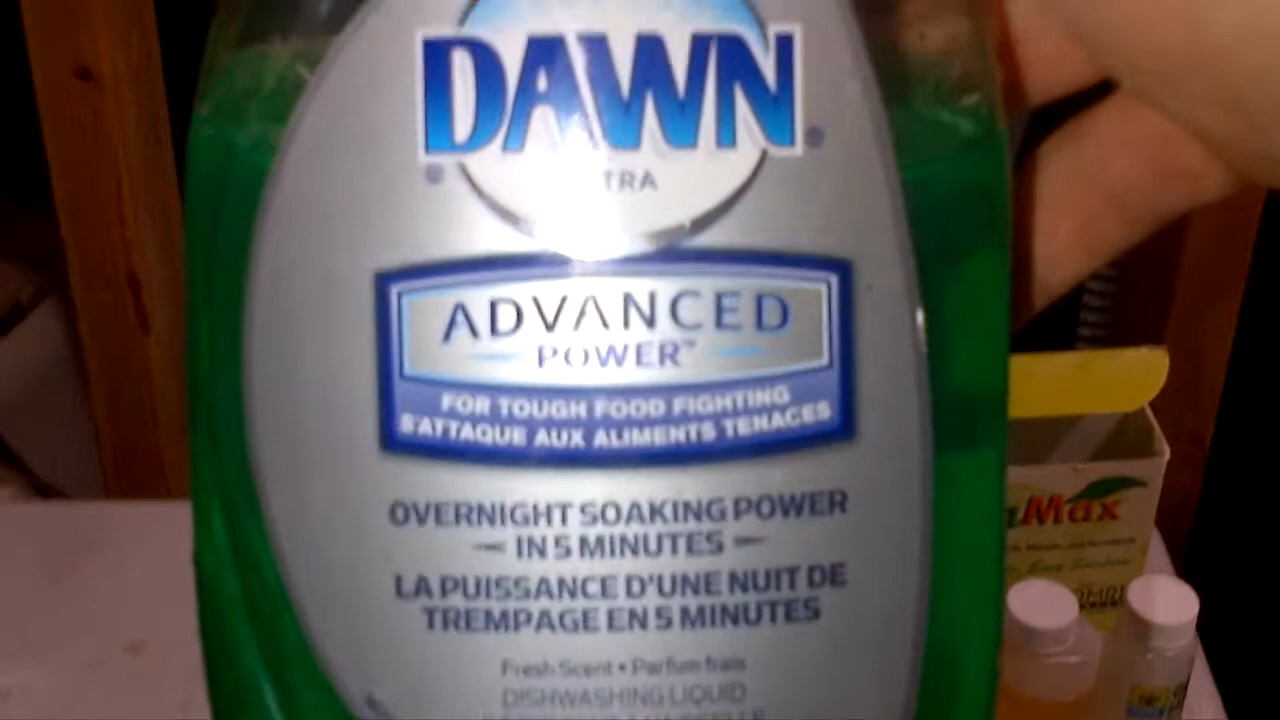 DAWN
TRA
ADVANCED
POWER™
FOR TOUGH FOOD FIGHTING
S'ATTAQUE AUX ALIMENTS TENACES
OVERNIGHT SOAKING POWER
IN 5 MINUTES
LA PUISSANCE D'UNE NUIT DE
TREMPAGE EN 5 MINUTES
Fresh Scent • Parfum frais
DISHWASHING LIQUID
Max